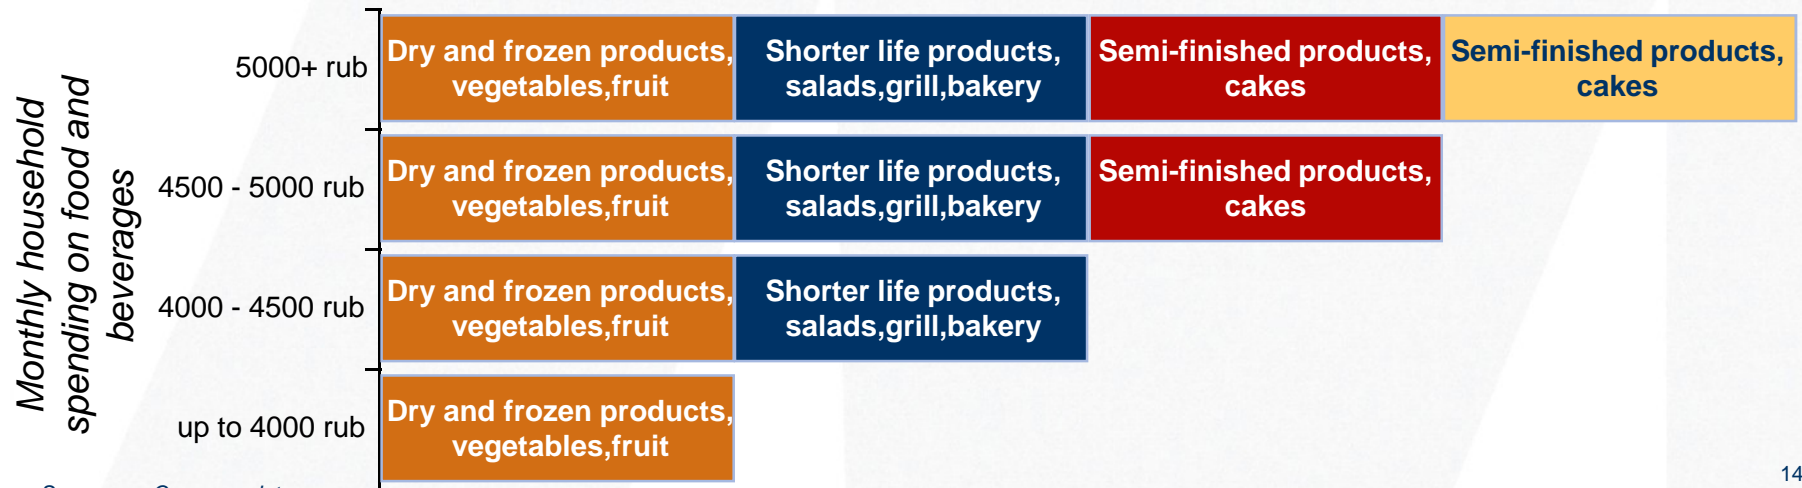 Monthly household
spending on food and
beverages
5000+ rub
Dry and frozen products,
vegetables,fruit
Shorter life products,
salads,grill,bakery
Semi-finished products,
cakes
Semi-finished products,
cakes
4500 - 5000 rub
Dry and frozen products,
vegetables,fruit
Shorter life products,
salads,grill,bakery
Semi-finished products,
cakes
4000 - 4500 rub
Dry and frozen products,
vegetables,fruit
Shorter life products,
salads,grill,bakery
up to 4000 rub
Dry and frozen products,
vegetables,fruit
14